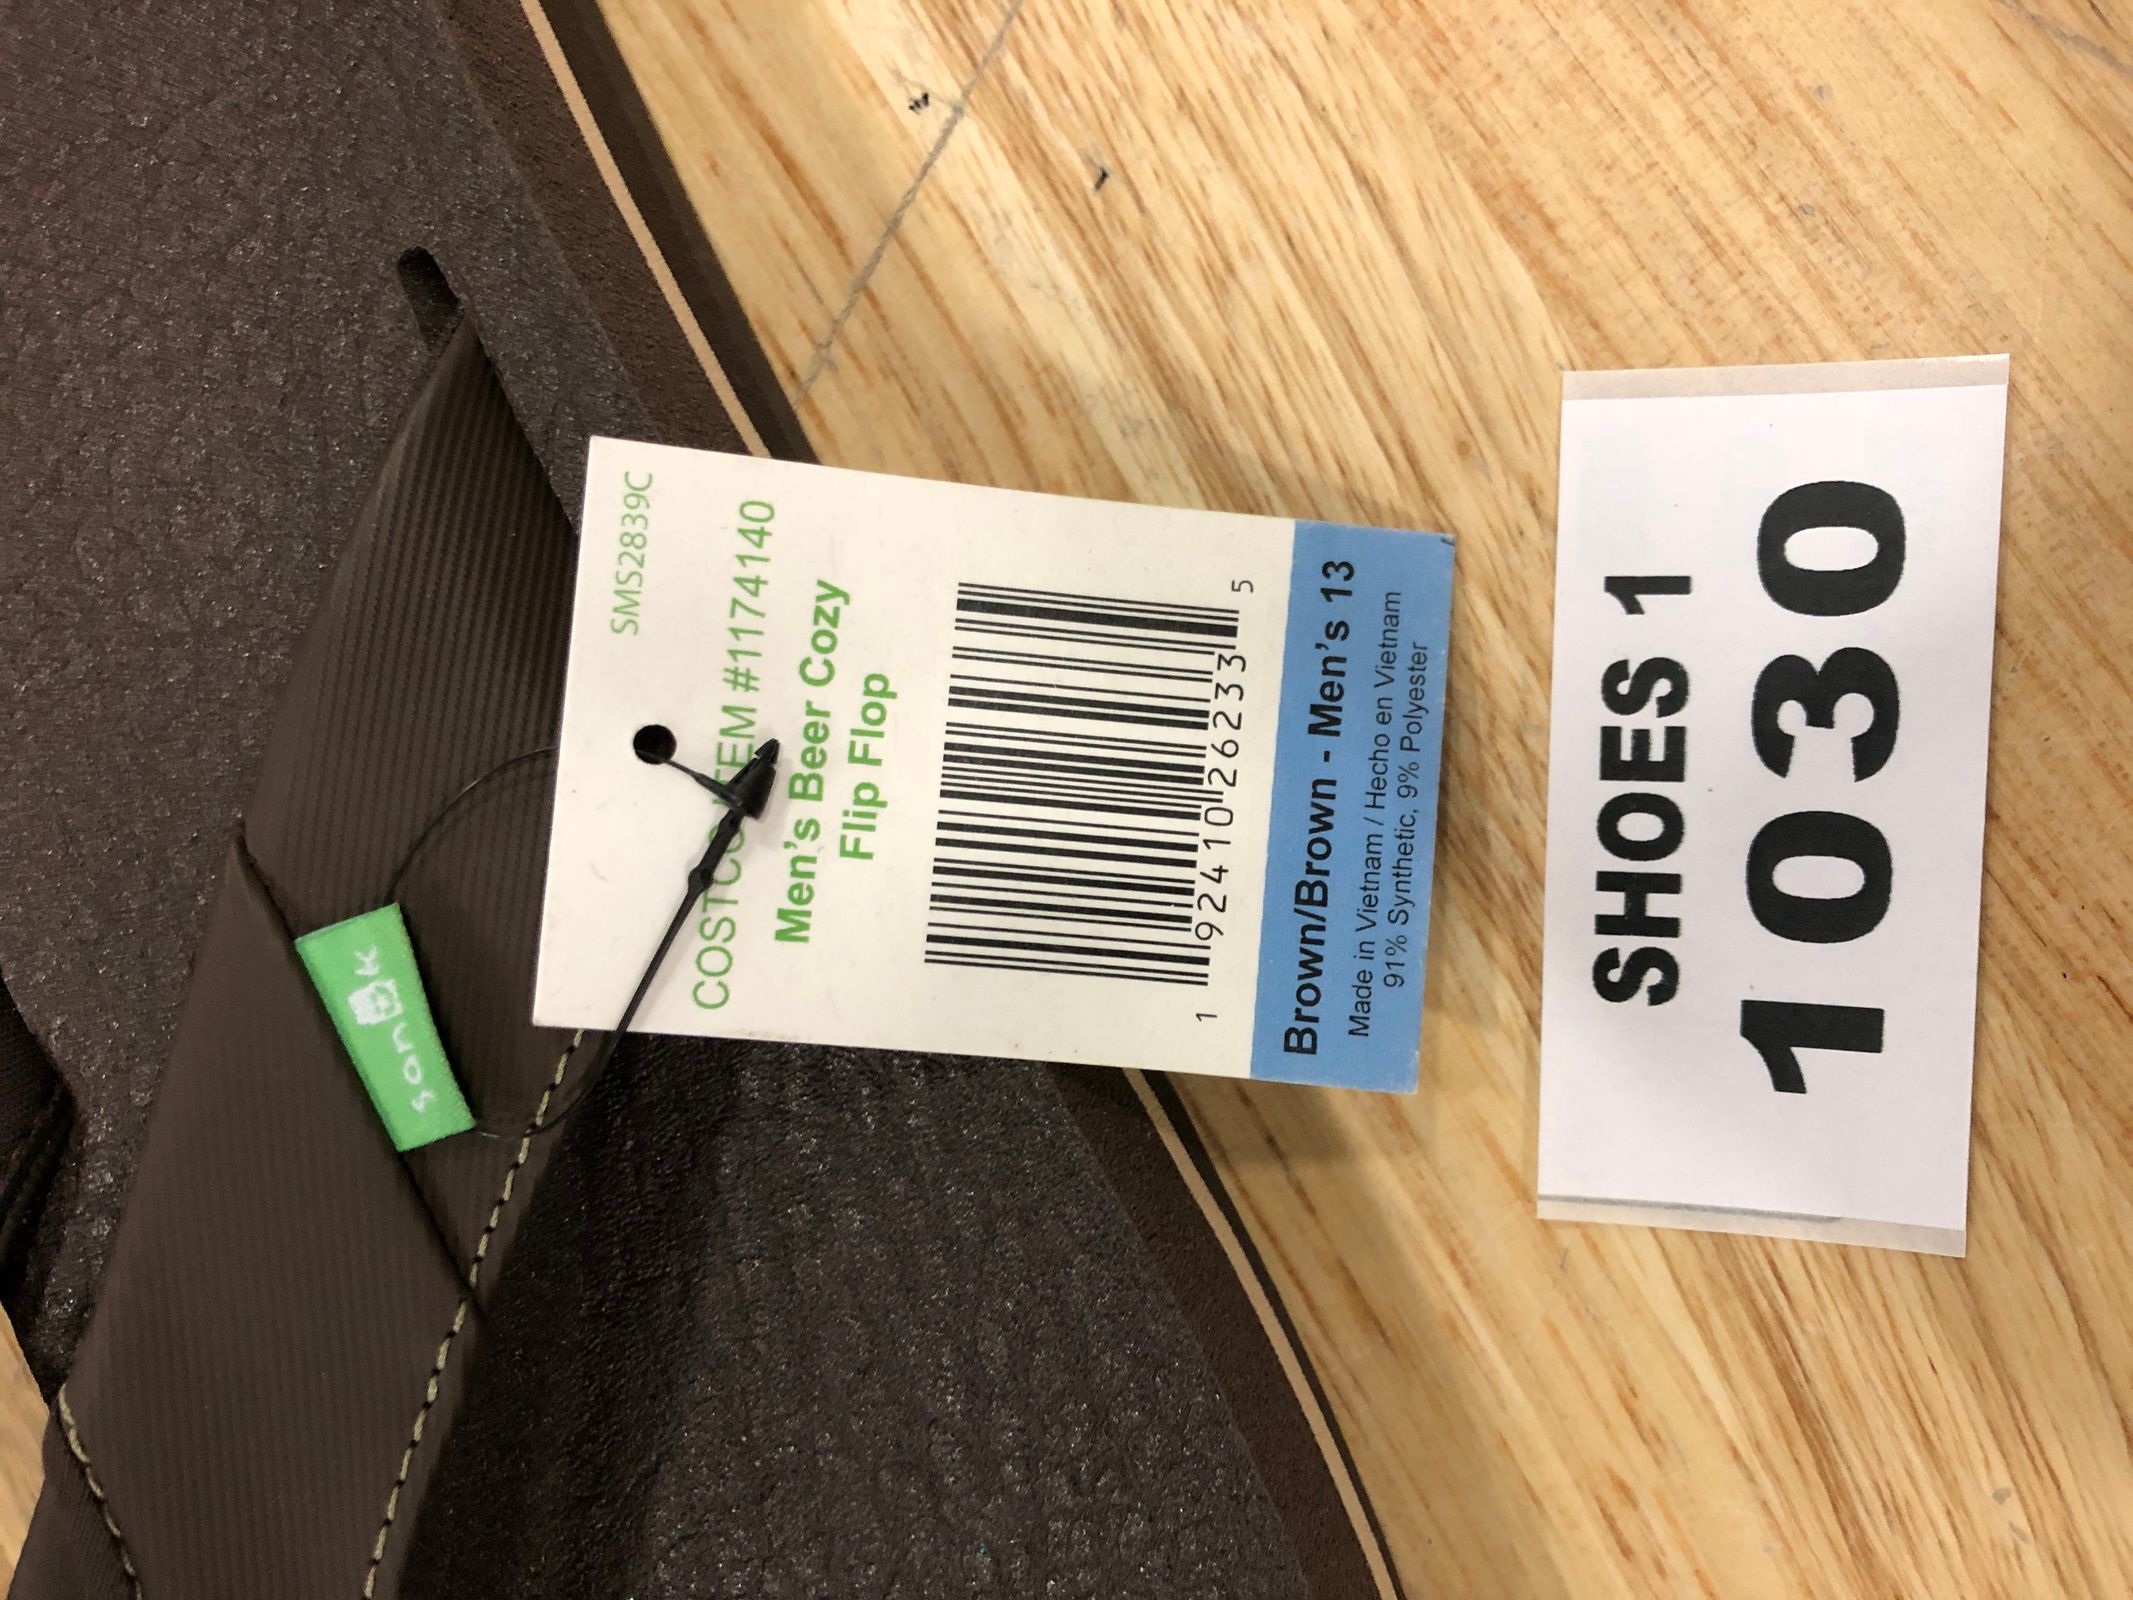 SMS2839C
COSTCO ITEM #1174140
Men's Beer Cozy
Flip Flop
1 92410 26233 5
Brown/Brown - Men's 13
Made in Vietnam / Hecho en Vietnam
91% Synthetic, 9% Polyester
sanuk
SHOES 1
1030